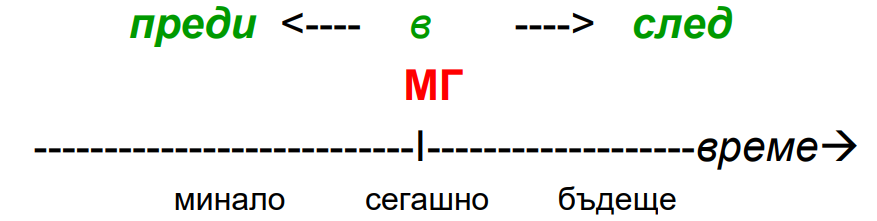 преди <---- в ----> след
МГ
---------------------------|-------------------време→
минало сегашно бъдеще